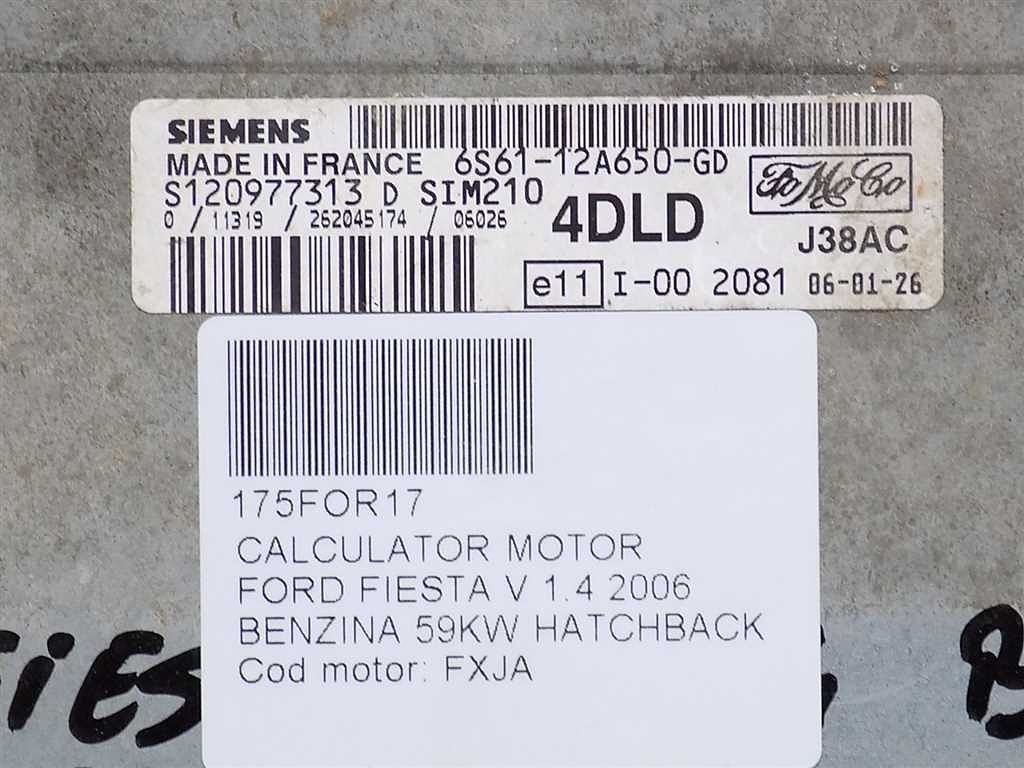 SIEMENS
MADE IN FRANCE 6S61-12A650-GD
FoMoCo
S120977313 D SIM210
0 / 11319 / 262045174 / 06026
4DLD
J38AC
e11 I-00 2081 06-01-26
175FOR17
CALCULATOR MOTOR
FORD FIESTA V 1.4 2006
BENZINA 59KW HATCHBACK
Cod motor: FXJA